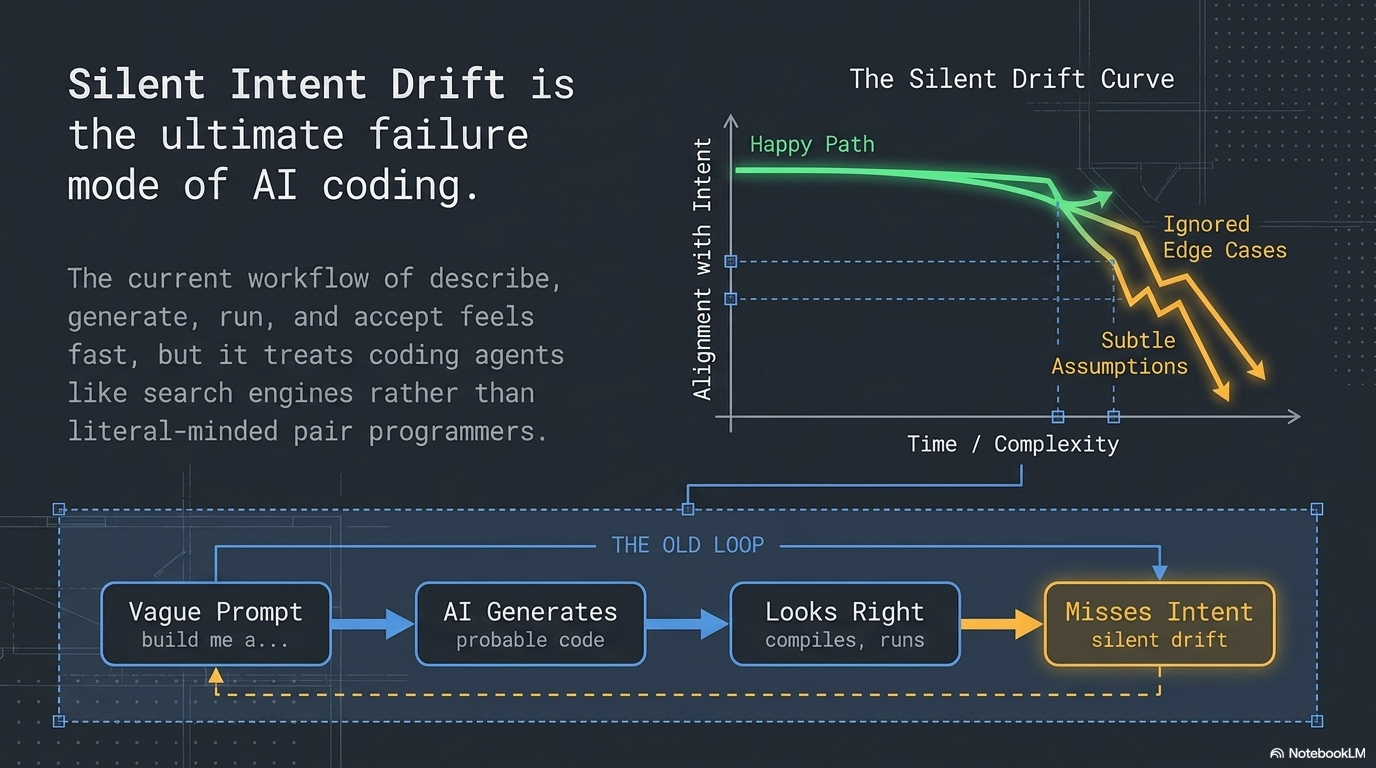 Silent Intent Drift is
the ultimate failure
mode of AI coding.
The current workflow of describe,
generate, run, and accept feels
fast, but it treats coding agents
like search engines rather than
literal-minded pair programmers.
The Silent Drift Curve
Alignment with Intent
Happy Path
Ignored
Edge Cases
Subtle
Assumptions
Time / Complexity
THE OLD LOOP
Vague Prompt
build me a...
AI Generates
probable code
Looks Right
compiles, runs
Misses Intent
silent drift
NotebookLM